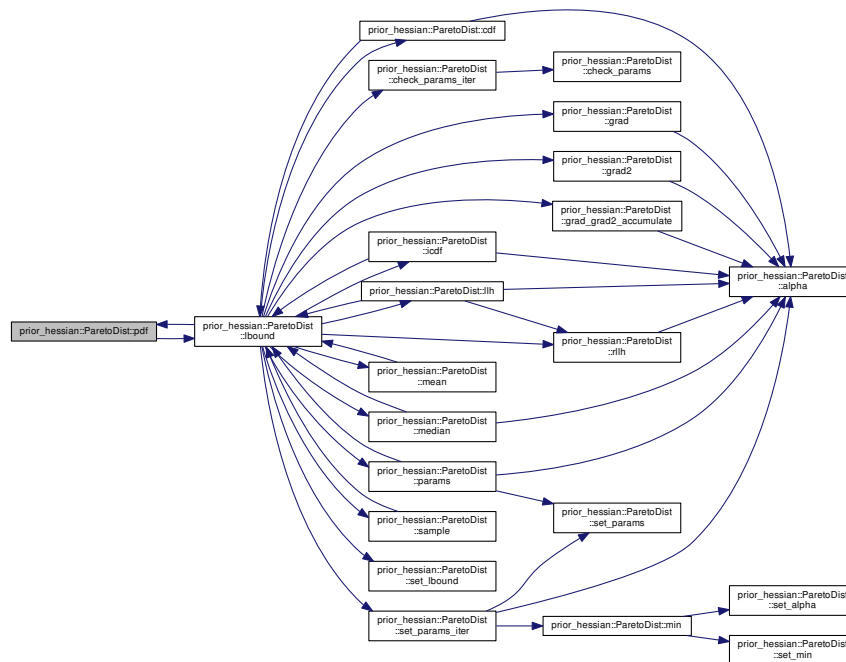 prior_hessian::ParetoDist::pdf
prior_hessian::ParetoDist
::lbound
prior_hessian::ParetoDist::cdf
prior_hessian::ParetoDist
::check_params_iter
prior_hessian::ParetoDist
::icdf
prior_hessian::ParetoDist::llh
prior_hessian::ParetoDist
::mean
prior_hessian::ParetoDist
::median
prior_hessian::ParetoDist
::params
prior_hessian::ParetoDist
::sample
prior_hessian::ParetoDist
::set_lbound
prior_hessian::ParetoDist
::set_params_iter
prior_hessian::ParetoDist
::check_params
prior_hessian::ParetoDist
::grad
prior_hessian::ParetoDist
::grad2
prior_hessian::ParetoDist
::grad_grad2_accumulate
prior_hessian::ParetoDist
::rllh
prior_hessian::ParetoDist
::set_params
prior_hessian::ParetoDist::min
prior_hessian::ParetoDist
::alpha
prior_hessian::ParetoDist
::set_alpha
prior_hessian::ParetoDist
::set_min